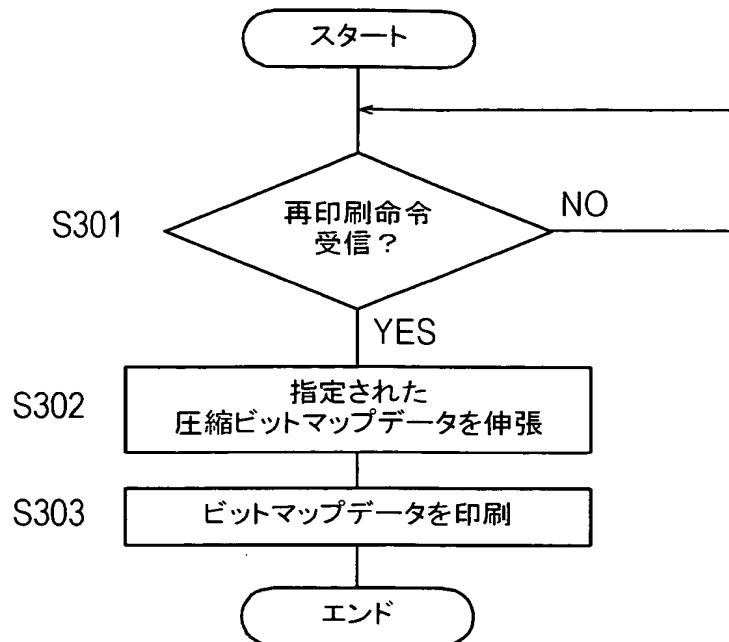 スタート
S301
再印刷命令
受信？
NO
YES
S302
指定された
圧縮ビットマップデータを伸張
S303
ビットマップデータを印刷
エンド